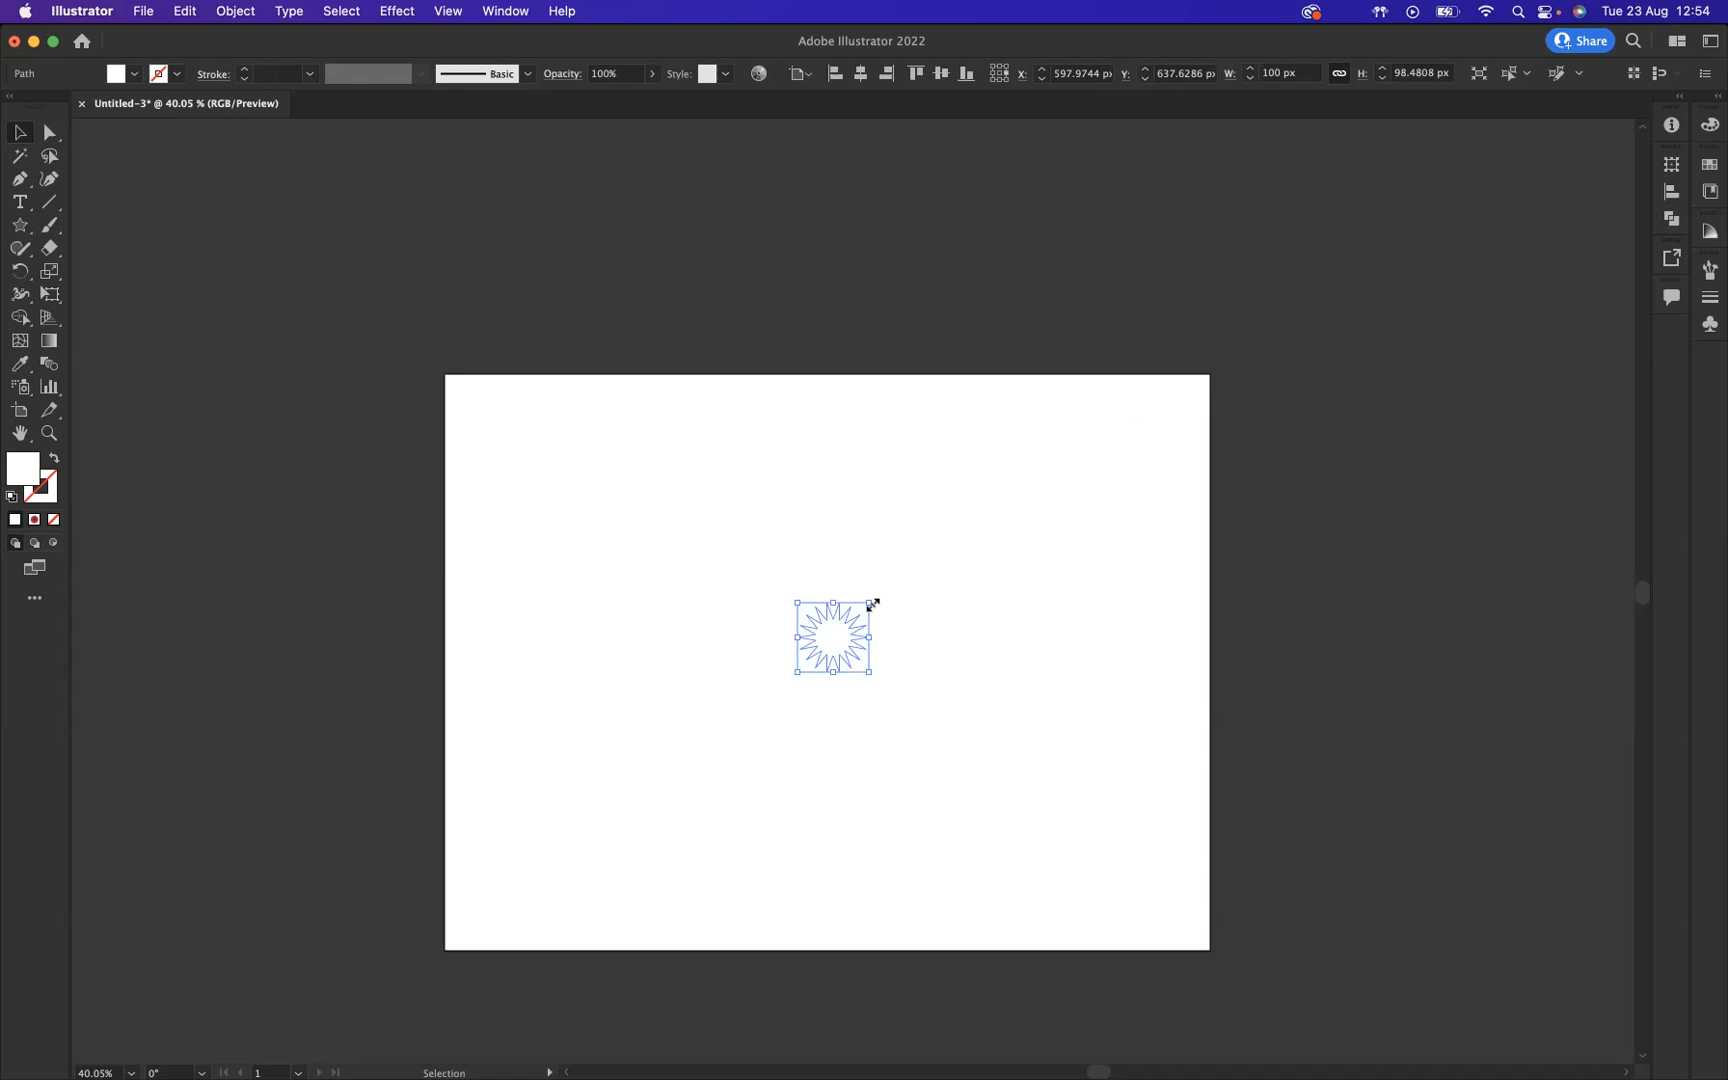 Illustrator File Edit Object Type Select Effect View Window Help Tue 23 Aug 12:54
Adobe Illustrator 2022 Share
Path Stroke: Basic Opacity: 100% Style: X: 597.9744 px Y: 637.6286 px W: 100 px H: 98.4808 px
× Untitled-3* @ 40.05 % (RGB/Preview)
40.05% 0° 1 Selection